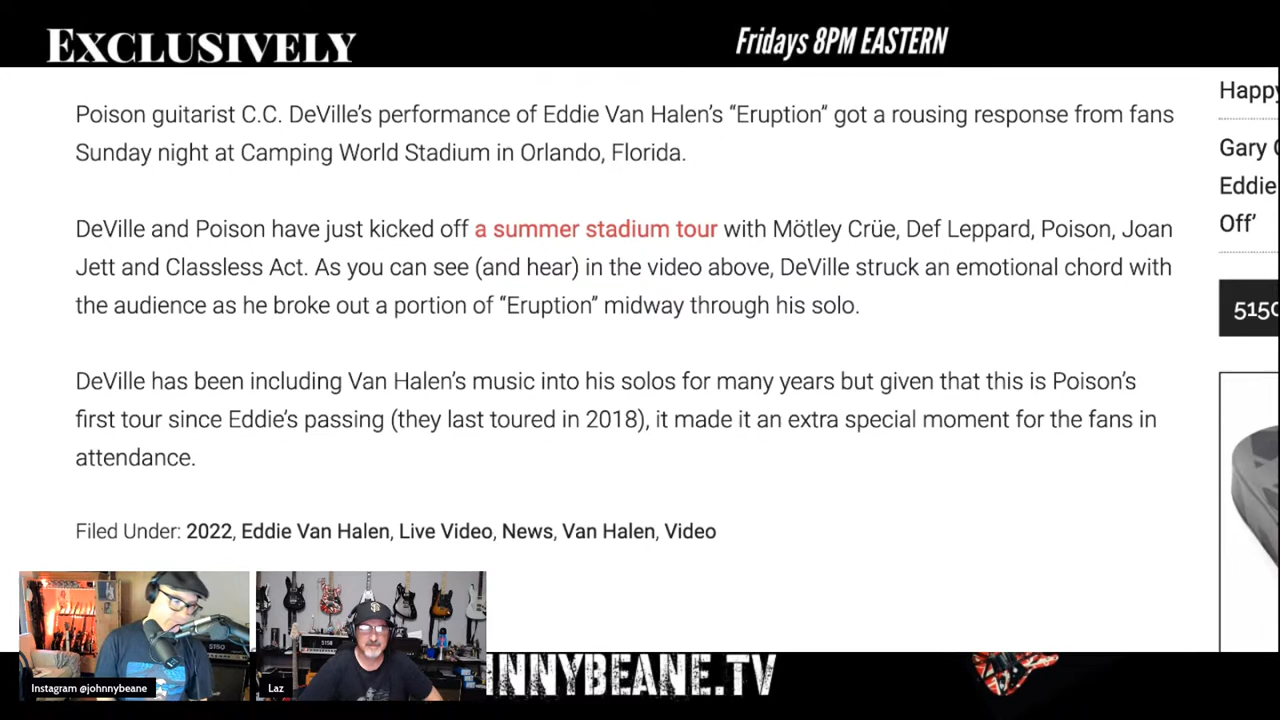 EXCLUSIVELY
Fridays 8PM EASTERN
Poison guitarist C.C. DeVille’s performance of Eddie Van Halen’s “Eruption” got a rousing response from fans
Sunday night at Camping World Stadium in Orlando, Florida.
DeVille and Poison have just kicked off a summer stadium tour with Mötley Crüe, Def Leppard, Poison, Joan
Jett and Classless Act. As you can see (and hear) in the video above, DeVille struck an emotional chord with
the audience as he broke out a portion of “Eruption” midway through his solo.
DeVille has been including Van Halen’s music into his solos for many years but given that this is Poison’s
first tour since Eddie’s passing (they last toured in 2018), it made it an extra special moment for the fans in
attendance.
Filed Under: 2022, Eddie Van Halen, Live Video, News, Van Halen, Video
Happy
Gary
Eddie
Off’
5150
5150
5150
Instagram @johnnybeane
Laz
NNYBEANE.TV